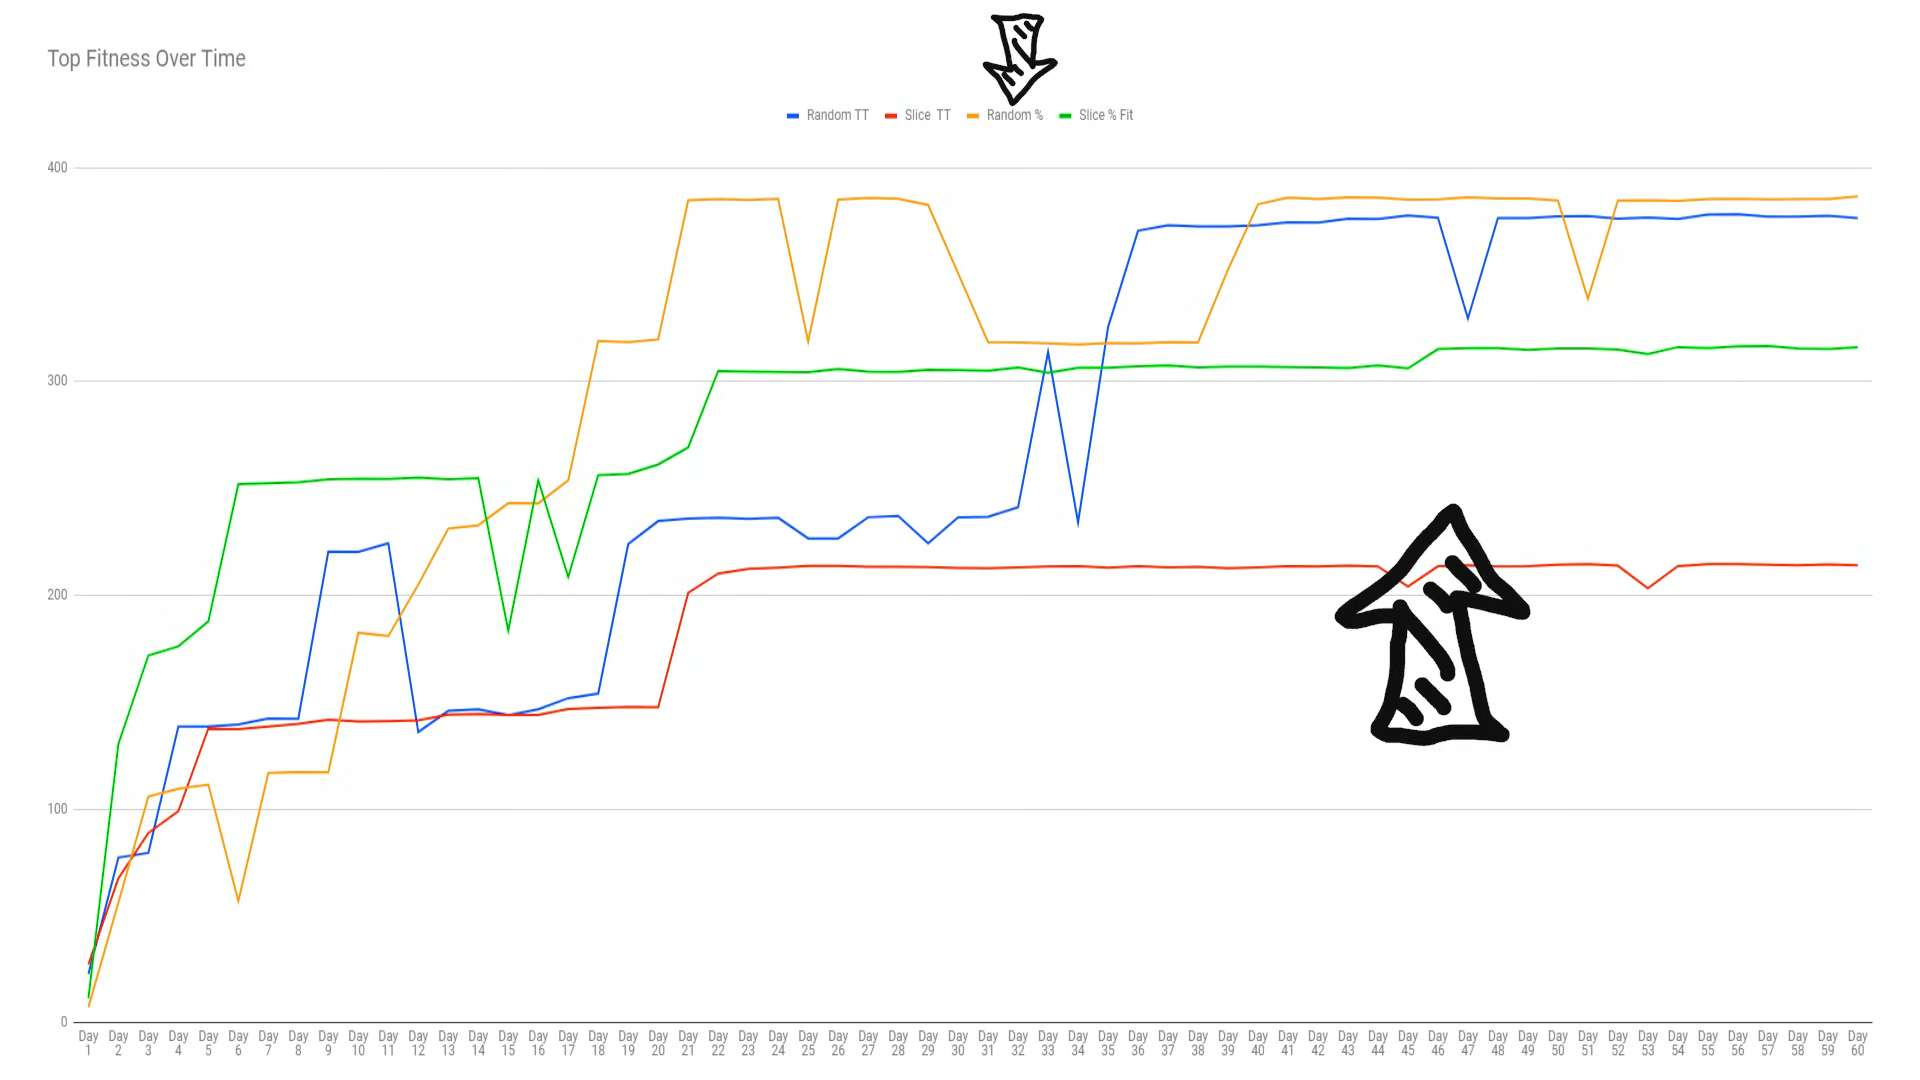 Top Fitness Over Time
Random TT Slice TT Random % Slice % Fit
400
300
200
100
0
Day Day Day Day Day Day Day Day Day Day Day Day Day Day Day Day Day Day Day Day Day Day Day Day Day Day Day Day Day Day Day Day Day Day Day Day Day Day Day Day Day Day Day Day Day Day Day Day Day Day Day Day Day Day Day Day Day Day Day Day
1 2 3 4 5 6 7 8 9 10 11 12 13 14 15 16 17 18 19 20 21 22 23 24 25 26 27 28 29 30 31 32 33 34 35 36 37 38 39 40 41 42 43 44 45 46 47 48 49 50 51 52 53 54 55 56 57 58 59 60